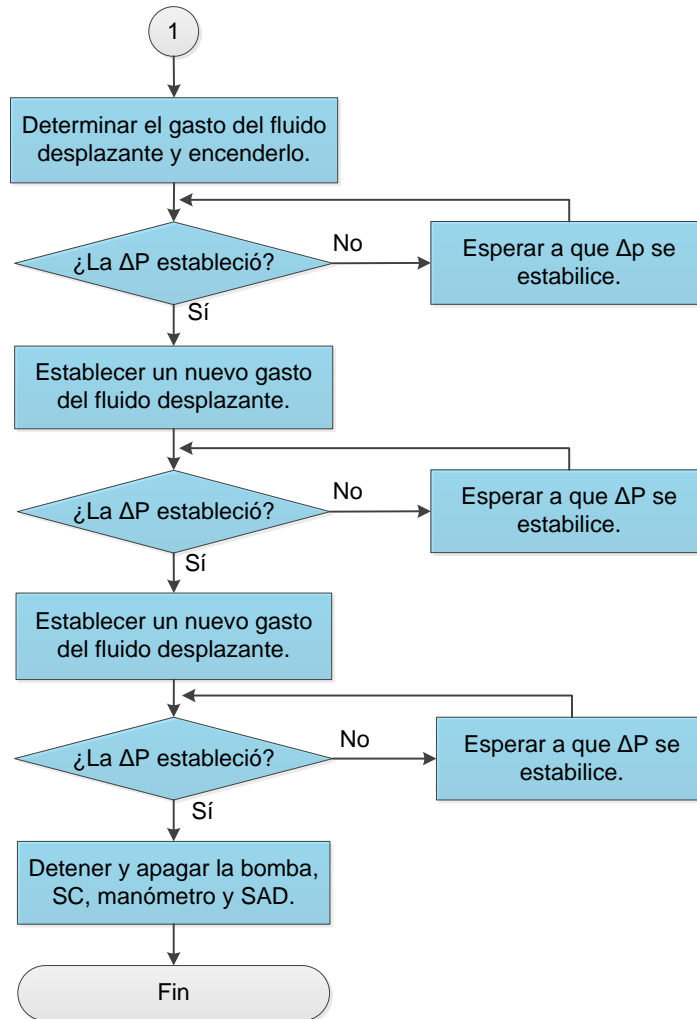 1
Determinar el gasto del fluido
desplazante y encenderlo.
¿La ΔP estableció?
No
Esperar a que Δp se
estabilice.
Sí
Establecer un nuevo gasto
del fluido desplazante.
¿La ΔP estableció?
No
Esperar a que ΔP se
estabilice.
Sí
Establecer un nuevo gasto
del fluido desplazante.
¿La ΔP estableció?
No
Esperar a que ΔP se
estabilice.
Sí
Detener y apagar la bomba,
SC, manómetro y SAD.
Fin